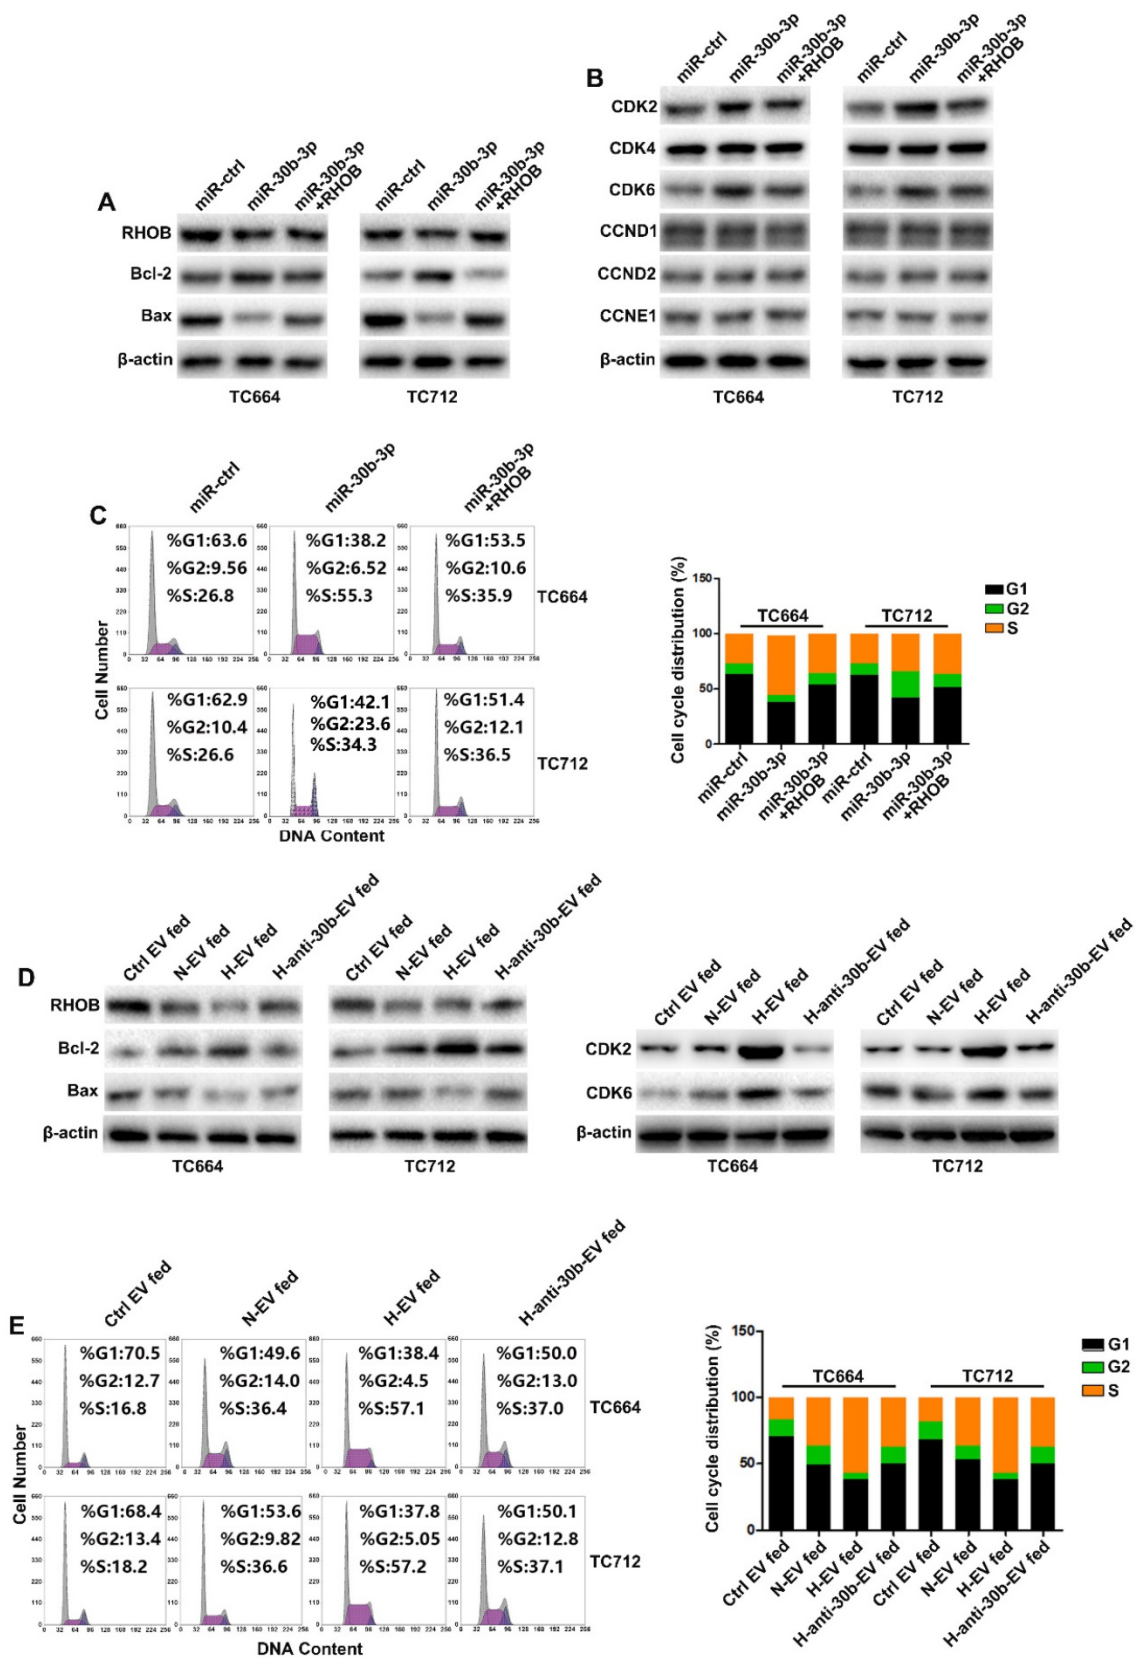 A
miR-ctrl
miR-30b-3p
miR-30b-3p
+RHOB
miR-ctrl
miR-30b-3p
miR-30b-3p
+RHOB
RHOB
Bcl-2
Bax
β-actin
TC664
TC712
B
miR-ctrl
miR-30b-3p
miR-30b-3p
+RHOB
miR-ctrl
miR-30b-3p
miR-30b-3p
+RHOB
CDK2
CDK4
CDK6
CCND1
CCND2
CCNE1
β-actin
TC664
TC712
C
miR-ctrl
miR-30b-3p
miR-30b-3p
+RHOB
%G1:63.6
%G2:9.56
%S:26.8
%G1:38.2
%G2:6.52
%S:55.3
%G1:53.5
%G2:10.6
%S:35.9
TC664
%G1:62.9
%G2:10.4
%S:26.6
%G1:42.1
%G2:23.6
%S:34.3
%G1:51.4
%G2:12.1
%S:36.5
TC712
Cell Number
DNA Content
Cell cycle distribution (%)
150
100
50
0
TC664
TC712
G1
G2
S
miR-ctrl
miR-30b-3p
miR-30b-3p
+RHOB
miR-ctrl
miR-30b-3p
miR-30b-3p
+RHOB
D
Ctrl EV fed
N-EV fed
H-EV fed
H-anti-30b-EV fed
Ctrl EV fed
N-EV fed
H-EV fed
H-anti-30b-EV fed
RHOB
Bcl-2
Bax
β-actin
TC664
TC712
Ctrl EV fed
N-EV fed
H-EV fed
H-anti-30b-EV fed
Ctrl EV fed
N-EV fed
H-EV fed
H-anti-30b-EV fed
CDK2
CDK6
β-actin
TC664
TC712
E
Ctrl EV fed
N-EV fed
H-EV fed
H-anti-30b-EV fed
%G1:70.5
%G2:12.7
%S:16.8
%G1:49.6
%G2:14.0
%S:36.4
%G1:38.4
%G2:4.5
%S:57.1
%G1:50.0
%G2:13.0
%S:37.0
TC664
%G1:68.4
%G2:13.4
%S:18.2
%G1:53.6
%G2:9.82
%S:36.6
%G1:37.8
%G2:5.05
%S:57.2
%G1:50.1
%G2:12.8
%S:37.1
TC712
Cell Number
DNA Content
Cell cycle distribution (%)
150
100
50
0
TC664
TC712
G1
G2
S
Ctrl EV fed
N-EV fed
H-EV fed
H-anti-30b-EV fed
Ctrl EV fed
N-EV fed
H-EV fed
H-anti-30b-EV fed